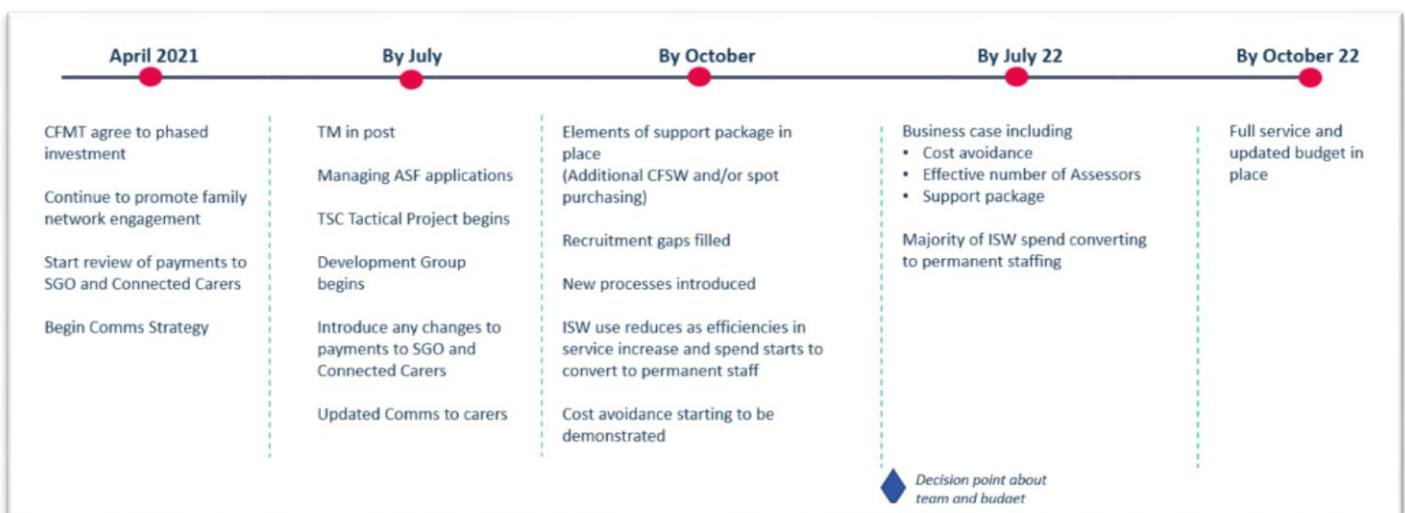 April 2021
By July
By October
By July 22
By October 22
CFMT agree to phased
investment
Continue to promote family
network engagement
Start review of payments to
SGO and Connected Carers
Begin Comms Strategy
TM in post
Managing ASF applications
TSC Tactical Project begins
Development Group
begins
Introduce any changes to
payments to SGO and
Connected Carers
Updated Comms to carers
Elements of support package in
place
(Additional CFSW and/or spot
purchasing)
Recruitment gaps filled
New processes introduced
ISW use reduces as efficiencies in
service increase and spend starts to
convert to permanent staff
Cost avoidance starting to be
demonstrated
Business case including
• Cost avoidance
• Effective number of Assessors
• Support package
Majority of ISW spend converting
to permanent staffing
Decision point about
team and budget
Full service and
updated budget in
place